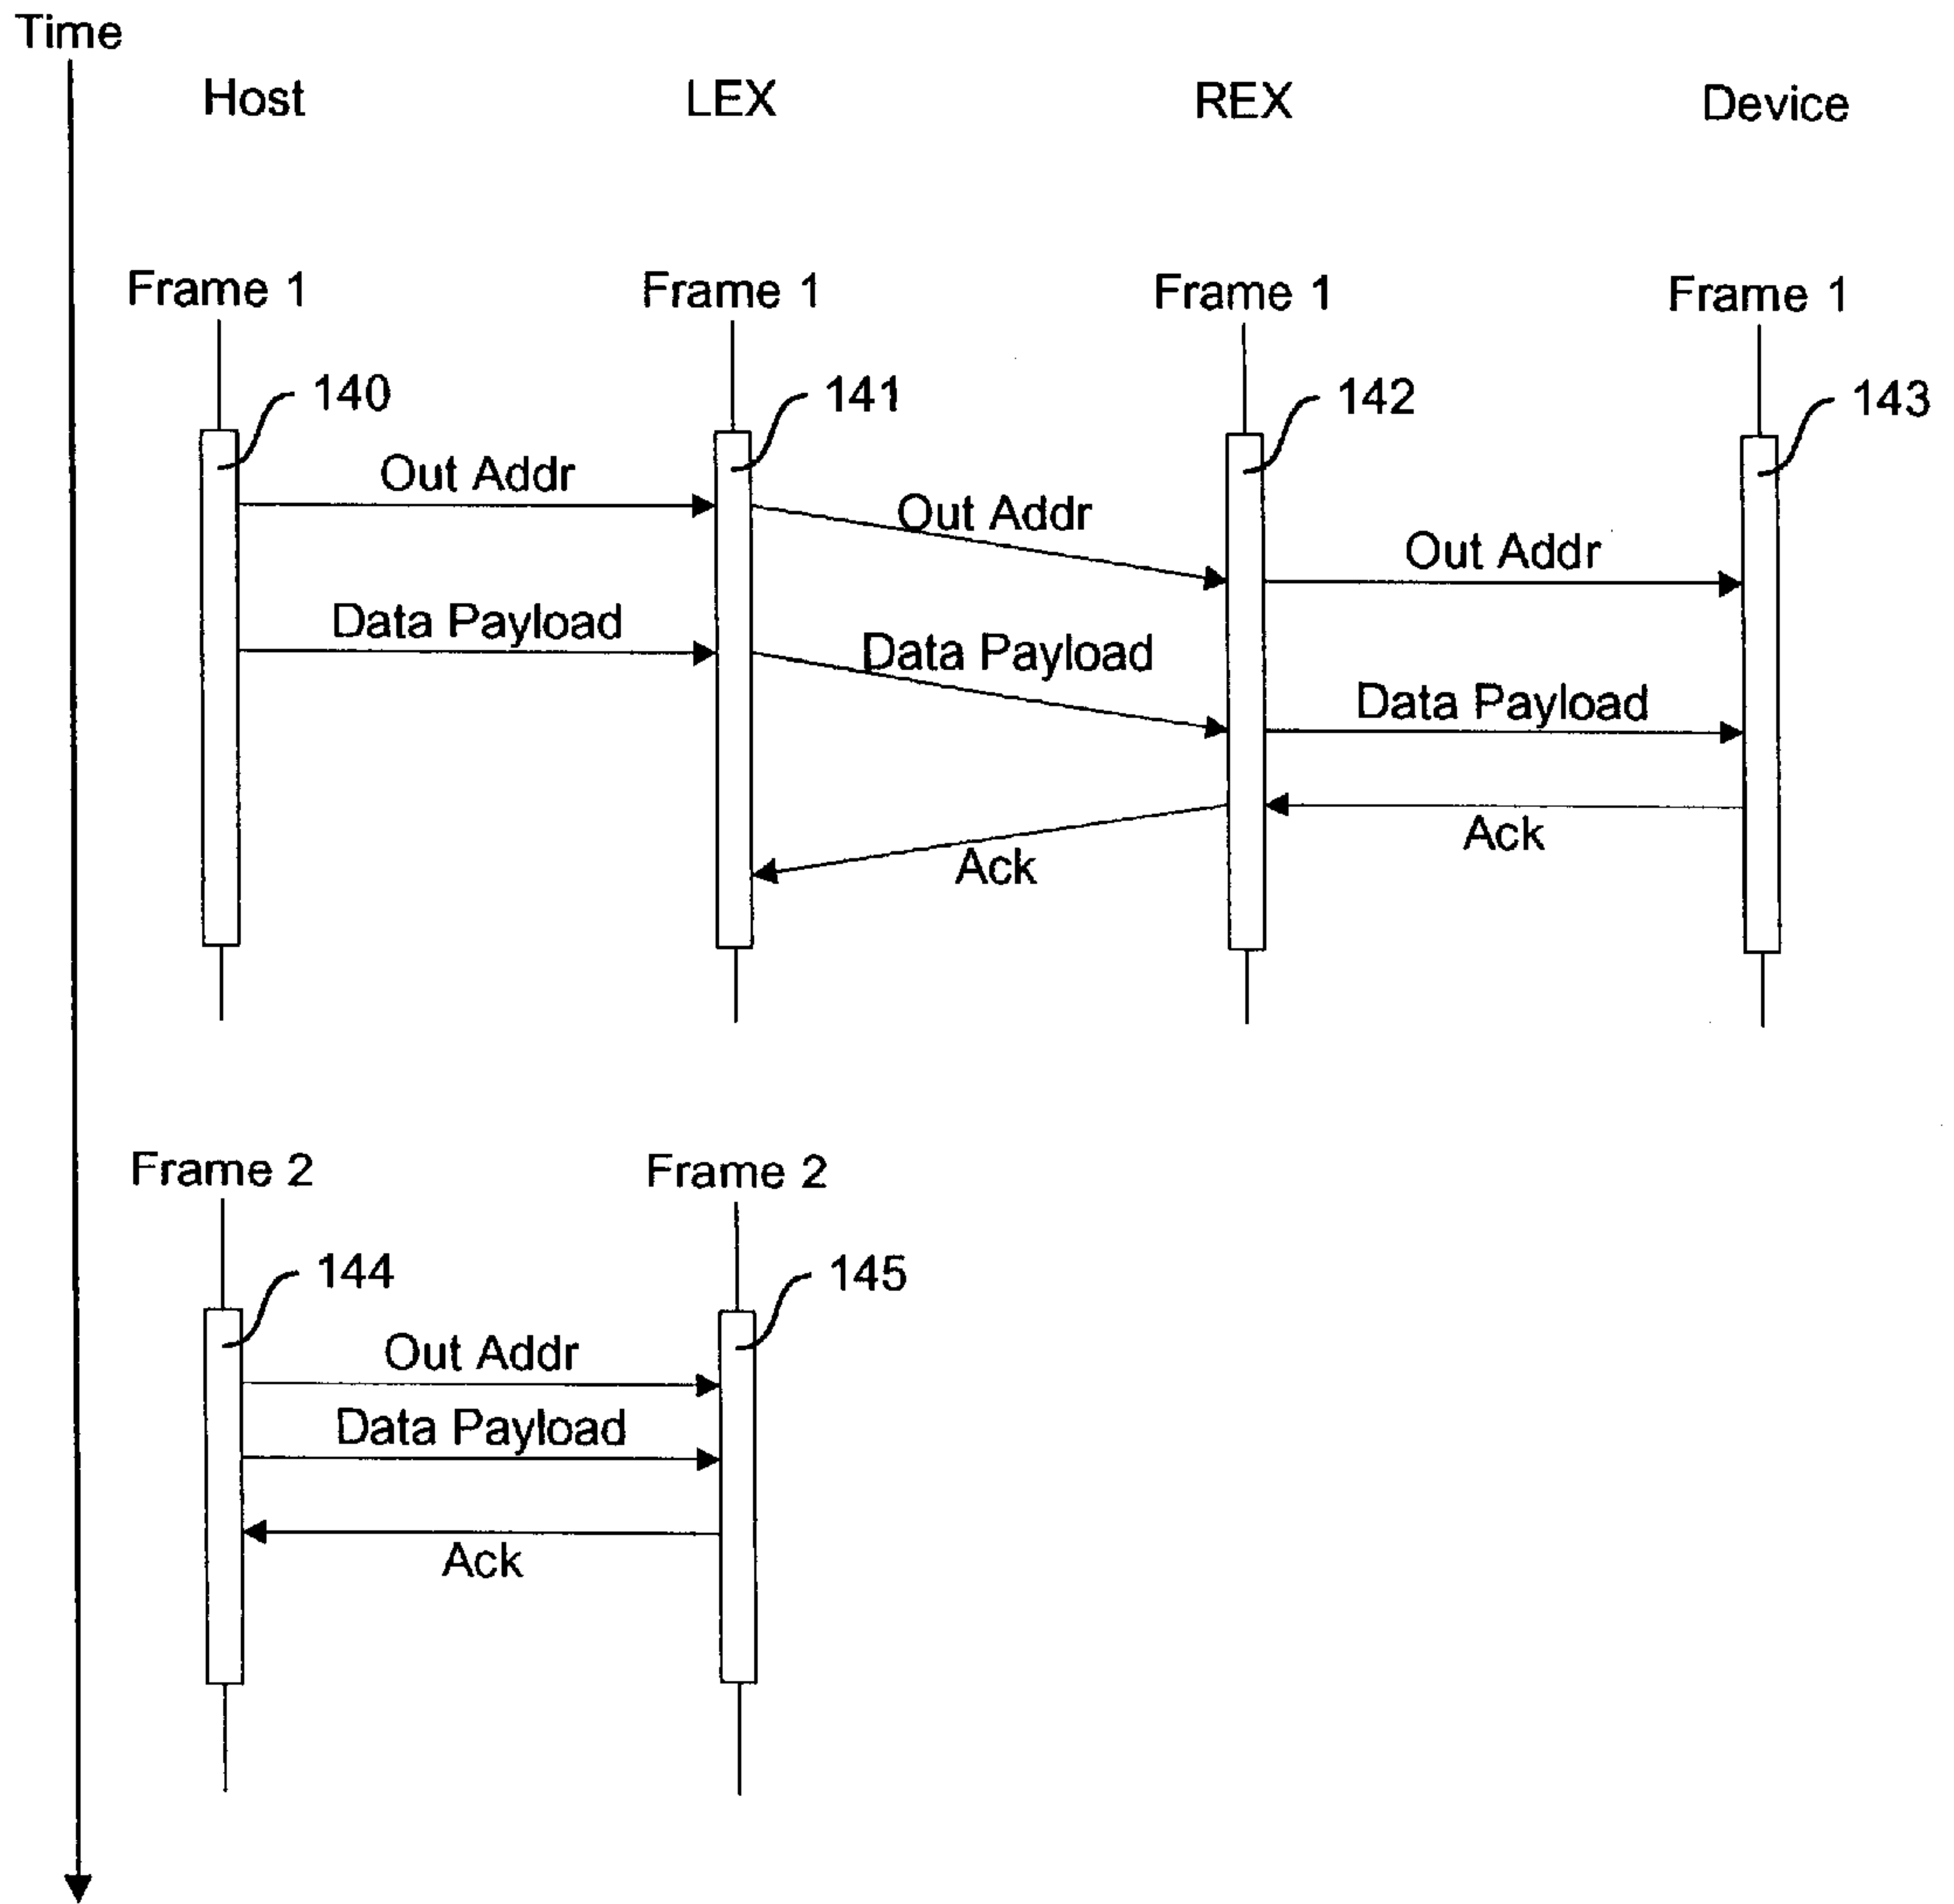 Time
Host LEX REX Device
Frame 1 Frame 1 Frame 1 Frame 1
140 141 142 143
Out Addr
Out Addr
Out Addr
Data Payload
Data Payload
Data Payload
Ack
Ack
Frame 2 Frame 2
144 145
Out Addr
Data Payload
Ack